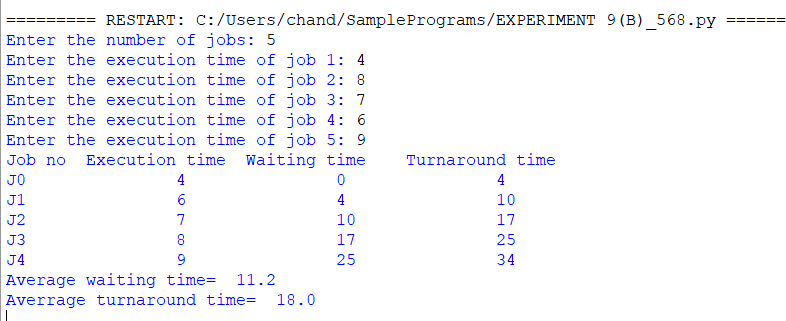 ========= RESTART: C:/Users/chand/SamplePrograms/EXPERIMENT 9(B)_568.py ======
Enter the number of jobs: 5
Enter the execution time of job 1: 4
Enter the execution time of job 2: 8
Enter the execution time of job 3: 7
Enter the execution time of job 4: 6
Enter the execution time of job 5: 9
Job no  Execution time  Waiting time    Turnaround time
J0               4               0               4
J1               6               4               10
J2               7               10              17
J3               8               17              25
J4               9               25              34
Average waiting time=  11.2
Averrage turnaround time=  18.0